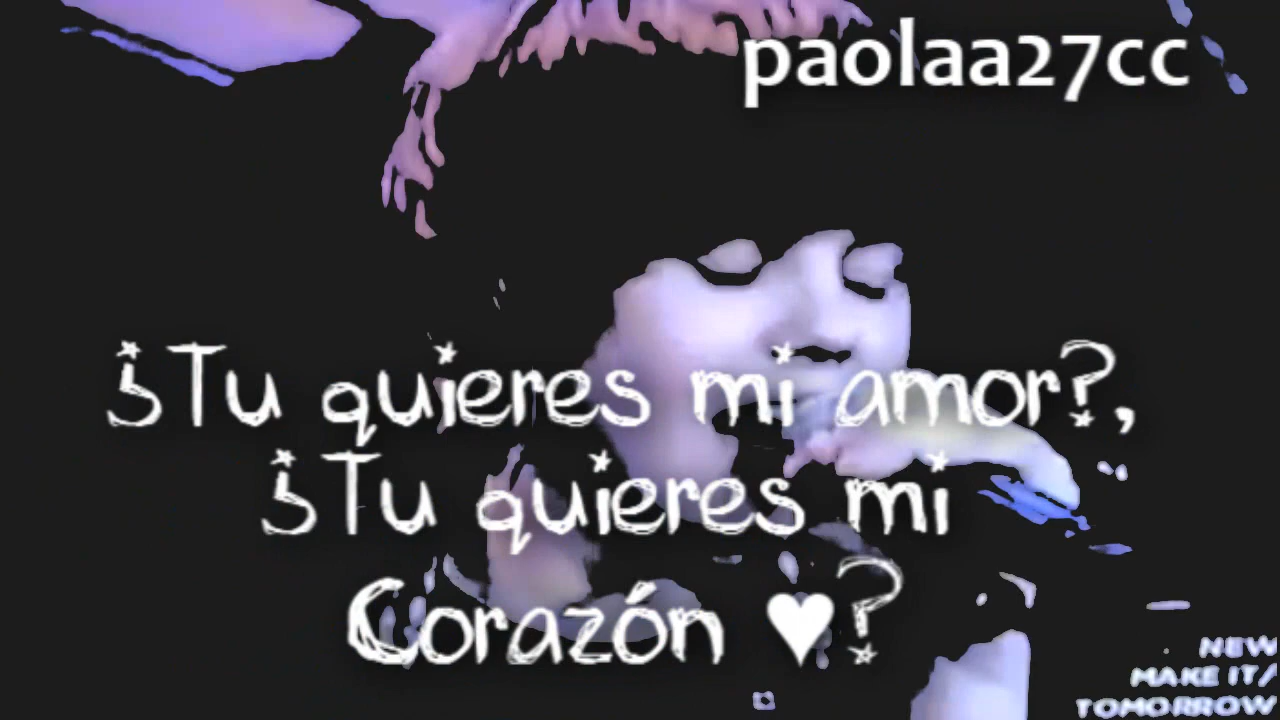 paolaa27cc
¿Tu quieres mi amor?,
¿Tu quieres mi
Corazón ♥?
NEW
MAKE IT/
TOMORROW